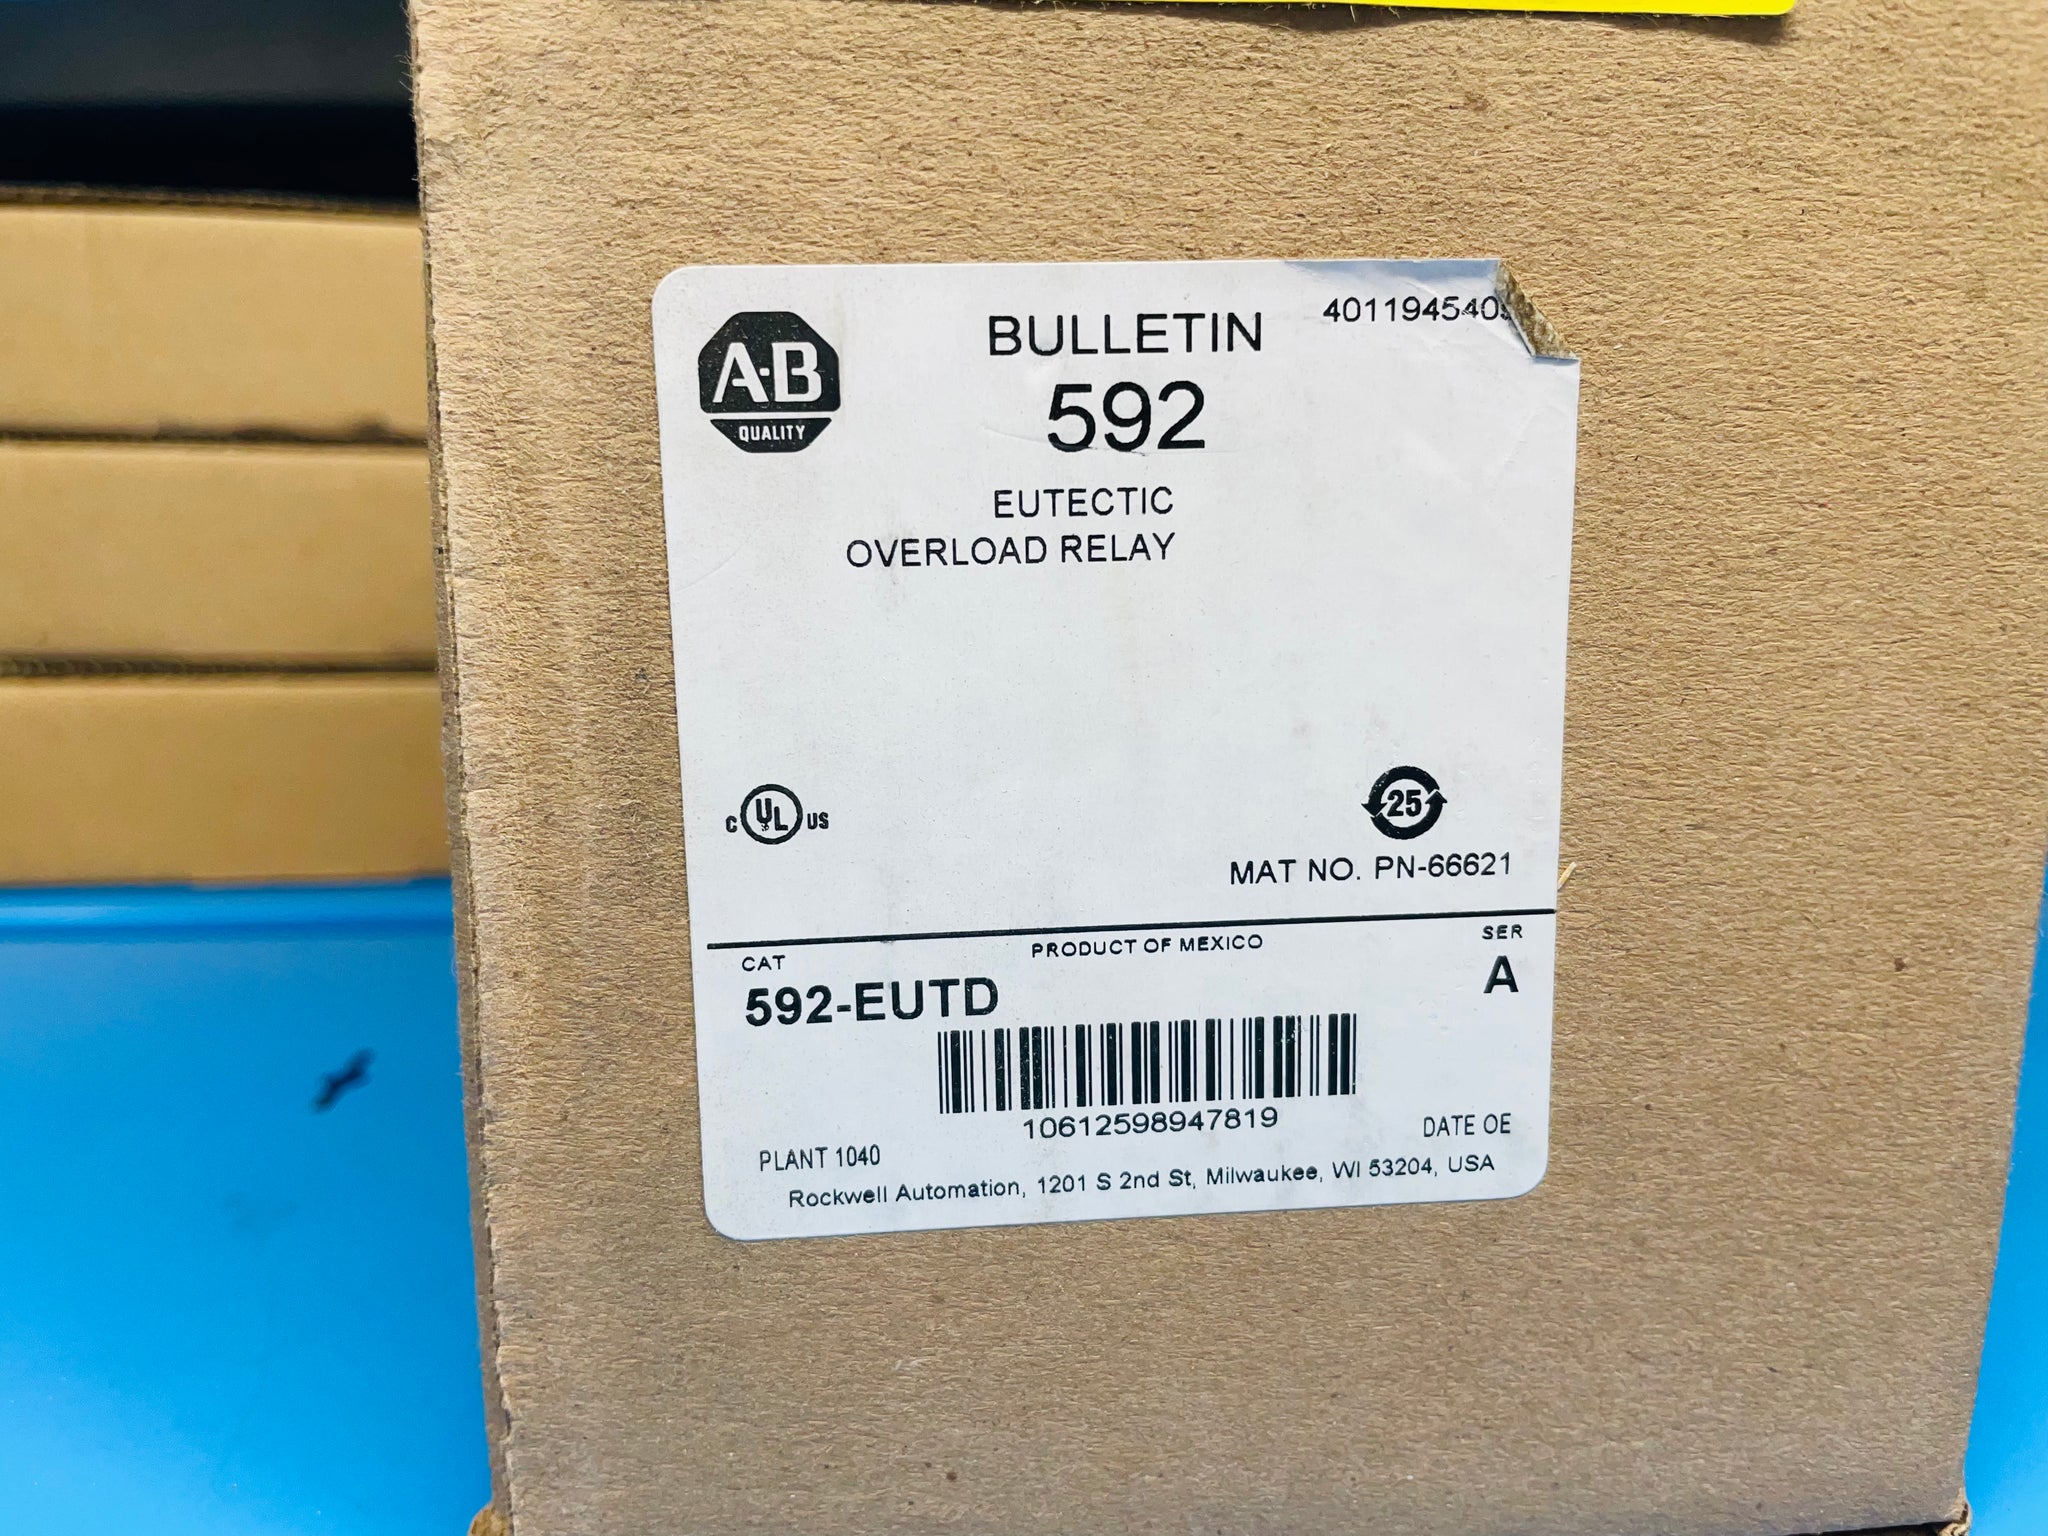 A-B
QUALITY
BULLETIN
592
EUTECTIC
OVERLOAD RELAY
C UL US
25
MAT NO. PN-66621
PRODUCT OF MEXICO
CAT
592-EUTD
SER
A
10612598947819
PLANT 1040
DATE OE
Rockwell Automation, 1201 S 2nd St, Milwaukee, WI 53204, USA